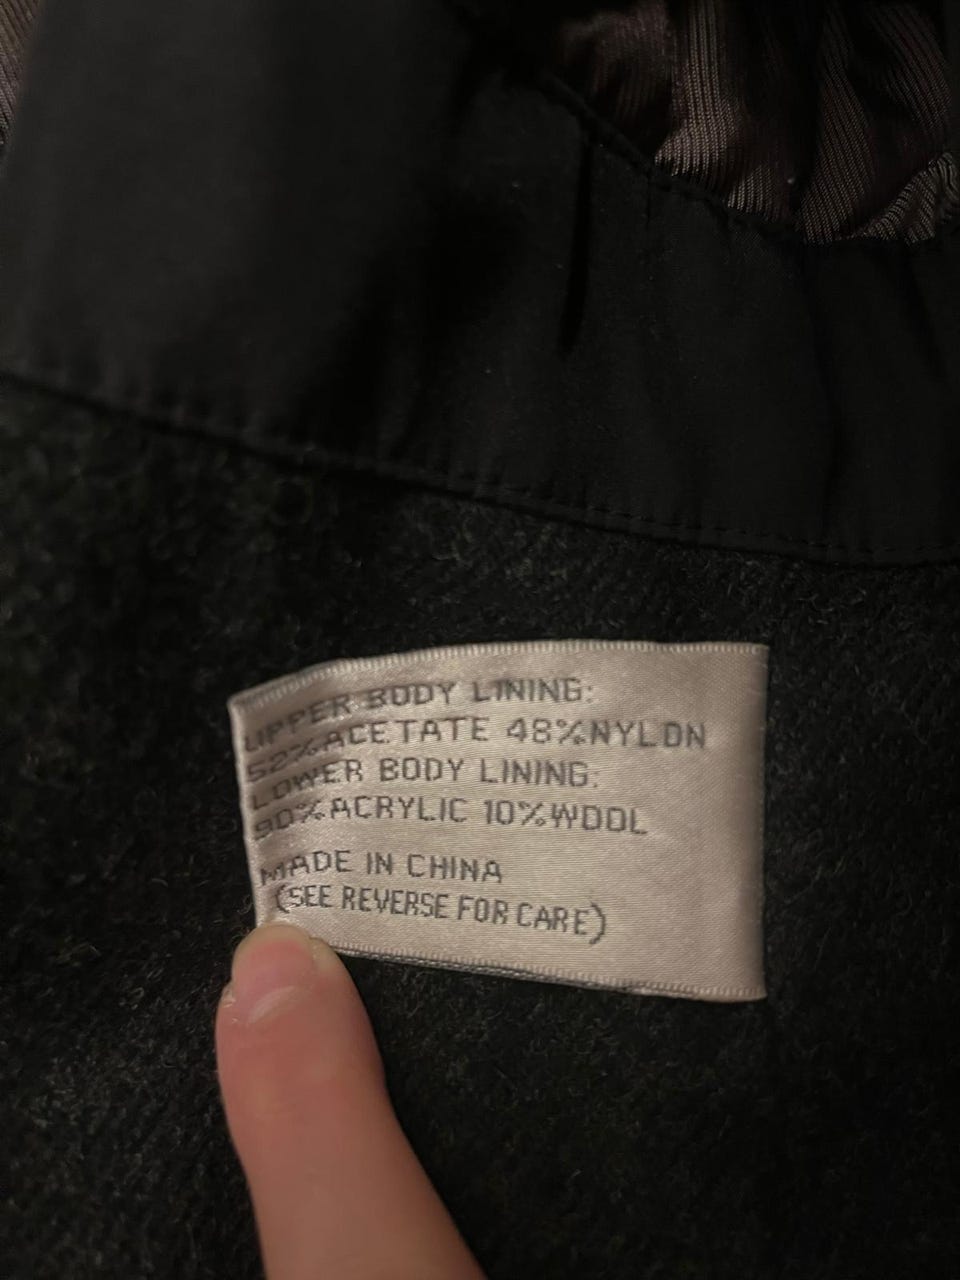 UPPER BODY LINING:
52%ACETATE 48%NYLON
LOWER BODY LINING:
90%ACRYLIC 10%WOOL
MADE IN CHINA
(SEE REVERSE FOR CARE)